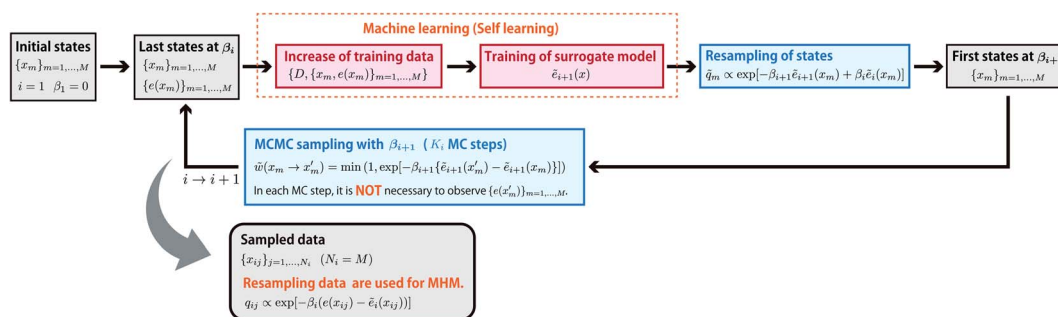 Machine learning (Self learning)
Initial states
{x_m}_{m=1,...,M}
i = 1   β_1 = 0
Last states at β_i
{x_m}_{m=1,...,M}
{e(x_m)}_{m=1,...,M}
Increase of training data
{D, {x_m, e(x_m)}_{m=1,...,M}}
Training of surrogate model
ẽ_{i+1}(x)
Resampling of states
q̃_m ∝ exp[-β_{i+1}ẽ_{i+1}(x_m) + β_iẽ_i(x_m)]
First states at β_{i+
{x_m}_{m=1,...,M}
MCMC sampling with β_{i+1} ( K_i MC steps)
w̃(x_m → x'_m) = min (1, exp[-β_{i+1}{ẽ_{i+1}(x'_m) - ẽ_{i+1}(x_m)}])
In each MC step, it is NOT necessary to observe {e(x'_m)}_{m=1,...,M}.
i → i + 1
Sampled data
{x_{ij}}_{j=1,...,N_i}   (N_i = M)
Resampling data are used for MHM.
q_{ij} ∝ exp[-β_i(e(x_{ij}) - ẽ_i(x_{ij}))]